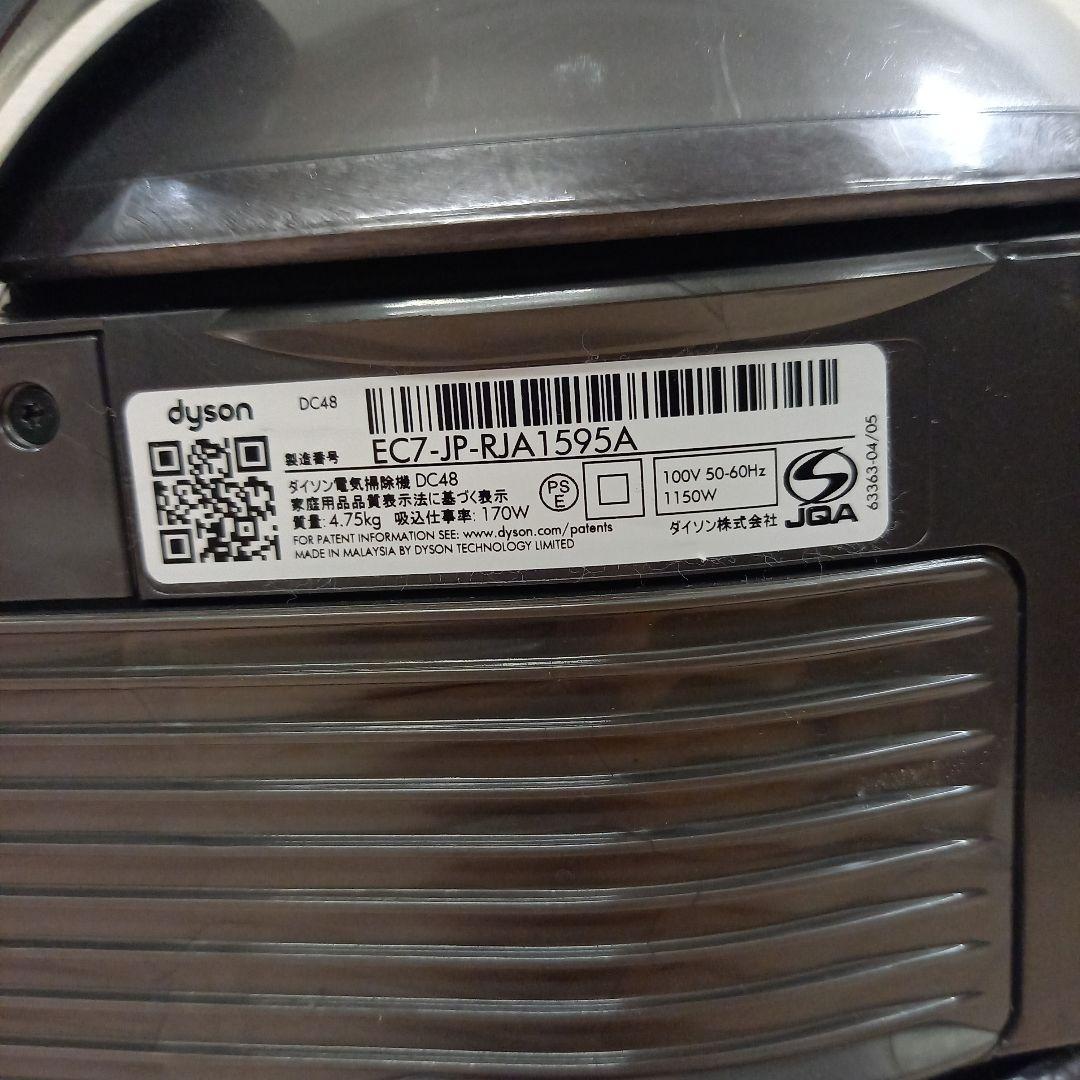 dyson
DC48
製造番号 EC7-JP-RJA1595A
ダイソン電気掃除機 DC48
家庭用品品質表示法に基づく表示
質量: 4.75kg 吸込仕事率: 170W
FOR PATENT INFORMATION SEE: www.dyson.com/patents
MADE IN MALAYSIA BY DYSON TECHNOLOGY LIMITED
PS
E
100V 50-60Hz
1150W
ダイソン株式会社
JQA
63363-04/05